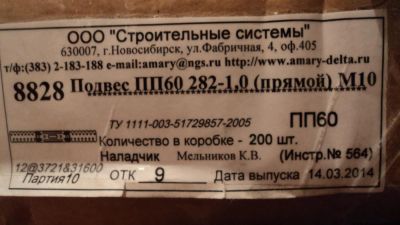 ООО "Строительные системы"
630007, г.Новосибирск, ул.Фабричная, 4, оф.405
т/ф:(383) 2-183-188 e-mail:amary@ngs.ru http://www.amary-delta.ru
8828 Подвес ПП60 282-1,0 (прямой) М10
ТУ 1111-003-51729857-2005 ПП60
Количество в коробке - 200 шт.
Наладчик Мельников К.В. (Инстр.№ 564)
12@3721&31600
Партия10 ОТК 9 Дата выпуска 14.03.2014